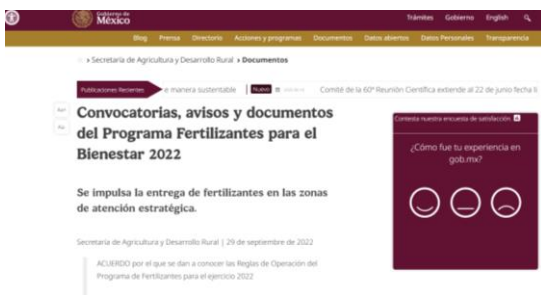 Gobierno de
México
Trámites Gobierno English
Blog Prensa Directorio Acciones y programas Documentos Datos abiertos Datos Personales Transparencia
› Secretaría de Agricultura y Desarrollo Rural › Documentos
Publicaciones Recientes e manera sustentable NUEVO Comité de la 60ª Reunión Científica extiende al 22 de junio fecha lí
Convocatorias, avisos y documentos
del Programa Fertilizantes para el
Bienestar 2022
Se impulsa la entrega de fertilizantes en las zonas
de atención estratégica.
Secretaría de Agricultura y Desarrollo Rural | 29 de septiembre de 2022
ACUERDO por el que se dan a conocer las Reglas de Operación del
Programa de Fertilizantes para el ejercicio 2022
Contesta nuestra encuesta de satisfacción.
¿Cómo fue tu experiencia en
gob.mx?